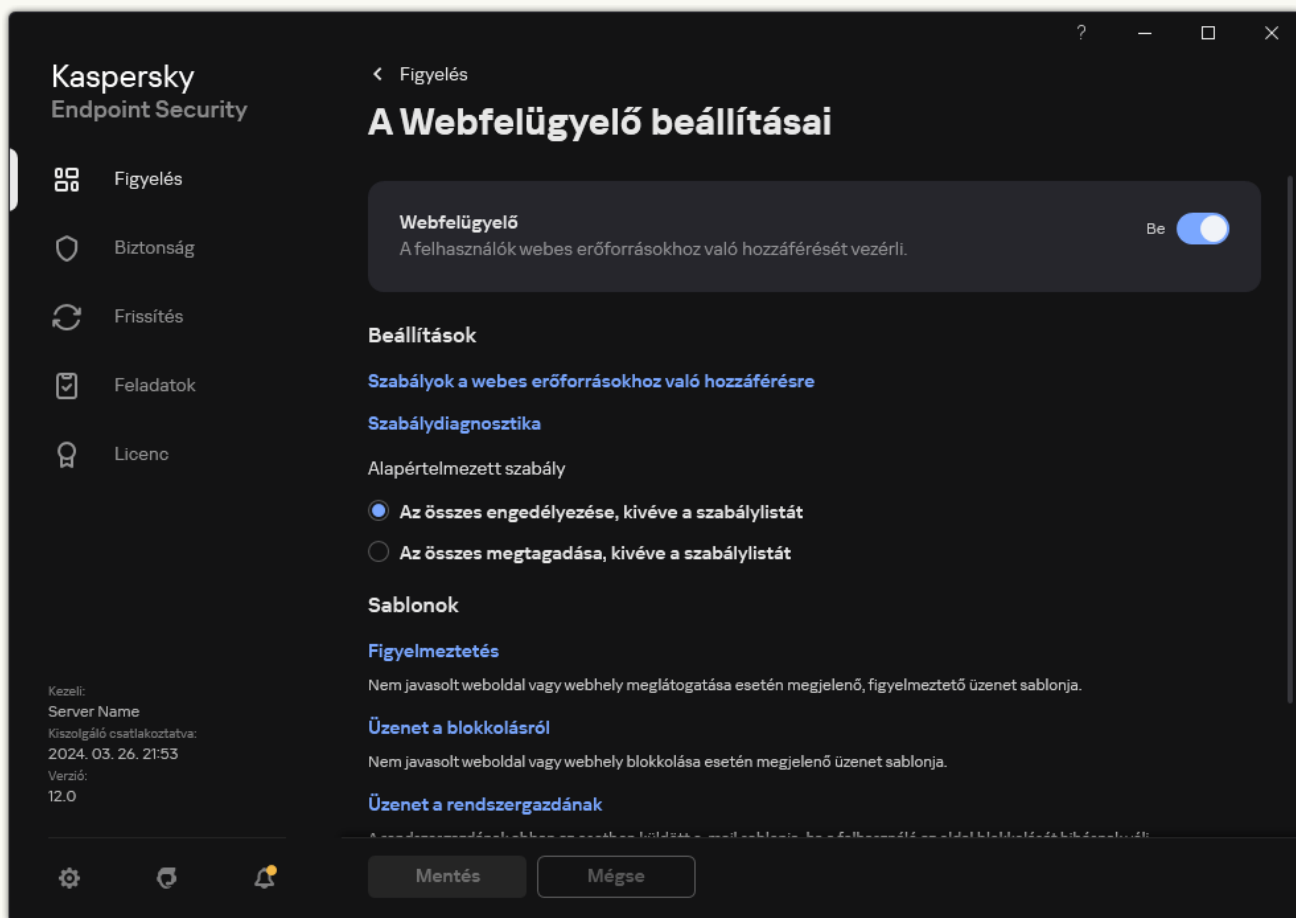 ?
Kaspersky
Endpoint Security
Figyelés
Biztonság
Frissítés
Feladatok
Licenc
Kezeli:
Server Name
Kiszolgáló csatlakoztatva:
2024. 03. 26. 21:53
Verzió:
12.0
Figyelés
A Webfelügyelő beállításai
Webfelügyelő
A felhasználók webes erőforrásokhoz való hozzáférését vezérli.
Be
Beállítások
Szabályok a webes erőforrásokhoz való hozzáférésre
Szabálydiagnosztika
Alapértelmezett szabály
Az összes engedélyezése, kivéve a szabálylistát
Az összes megtagadása, kivéve a szabálylistát
Sablonok
Figyelmeztetés
Nem javasolt weboldal vagy webhely meglátogatása esetén megjelenő, figyelmeztető üzenet sablonja.
Üzenet a blokkolásról
Nem javasolt weboldal vagy webhely blokkolása esetén megjelenő üzenet sablonja.
Üzenet a rendszergazdának
Mentés
Mégse